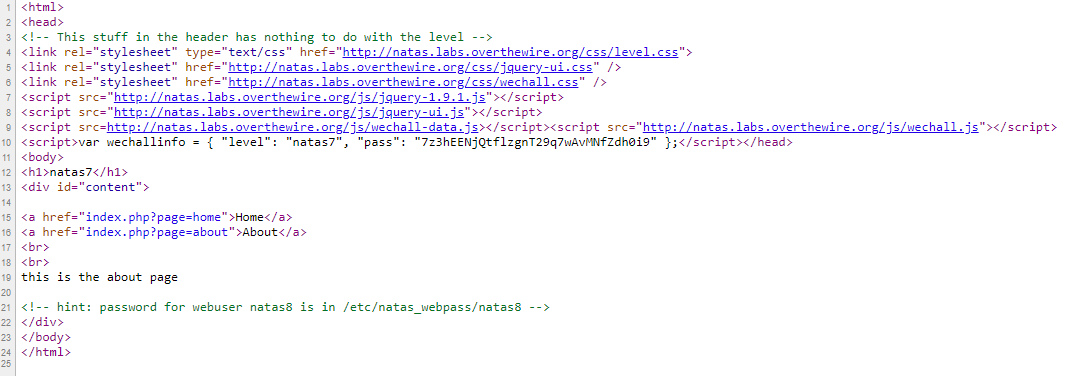 1 <html>
2 <head>
3 <!-- This stuff in the header has nothing to do with the level -->
4 <link rel="stylesheet" type="text/css" href="http://natas.labs.overthewire.org/css/level.css">
5 <link rel="stylesheet" href="http://natas.labs.overthewire.org/css/jquery-ui.css" />
6 <link rel="stylesheet" href="http://natas.labs.overthewire.org/css/wechall.css" />
7 <script src="http://natas.labs.overthewire.org/js/jquery-1.9.1.js"></script>
8 <script src="http://natas.labs.overthewire.org/js/jquery-ui.js"></script>
9 <script src=http://natas.labs.overthewire.org/js/wechall-data.js></script><script src="http://natas.labs.overthewire.org/js/wechall.js"></script>
10 <script>var wechallinfo = { "level": "natas7", "pass": "7z3hEENjQtflzgnT29q7wAvMNfZdh0i9" };</script></head>
11 <body>
12 <h1>natas7</h1>
13 <div id="content">
14
15 <a href="index.php?page=home">Home</a>
16 <a href="index.php?page=about">About</a>
17 <br>
18 <br>
19 this is the about page
20
21 <!-- hint: password for webuser natas8 is in /etc/natas_webpass/natas8 -->
22 </div>
23 </body>
24 </html>
25